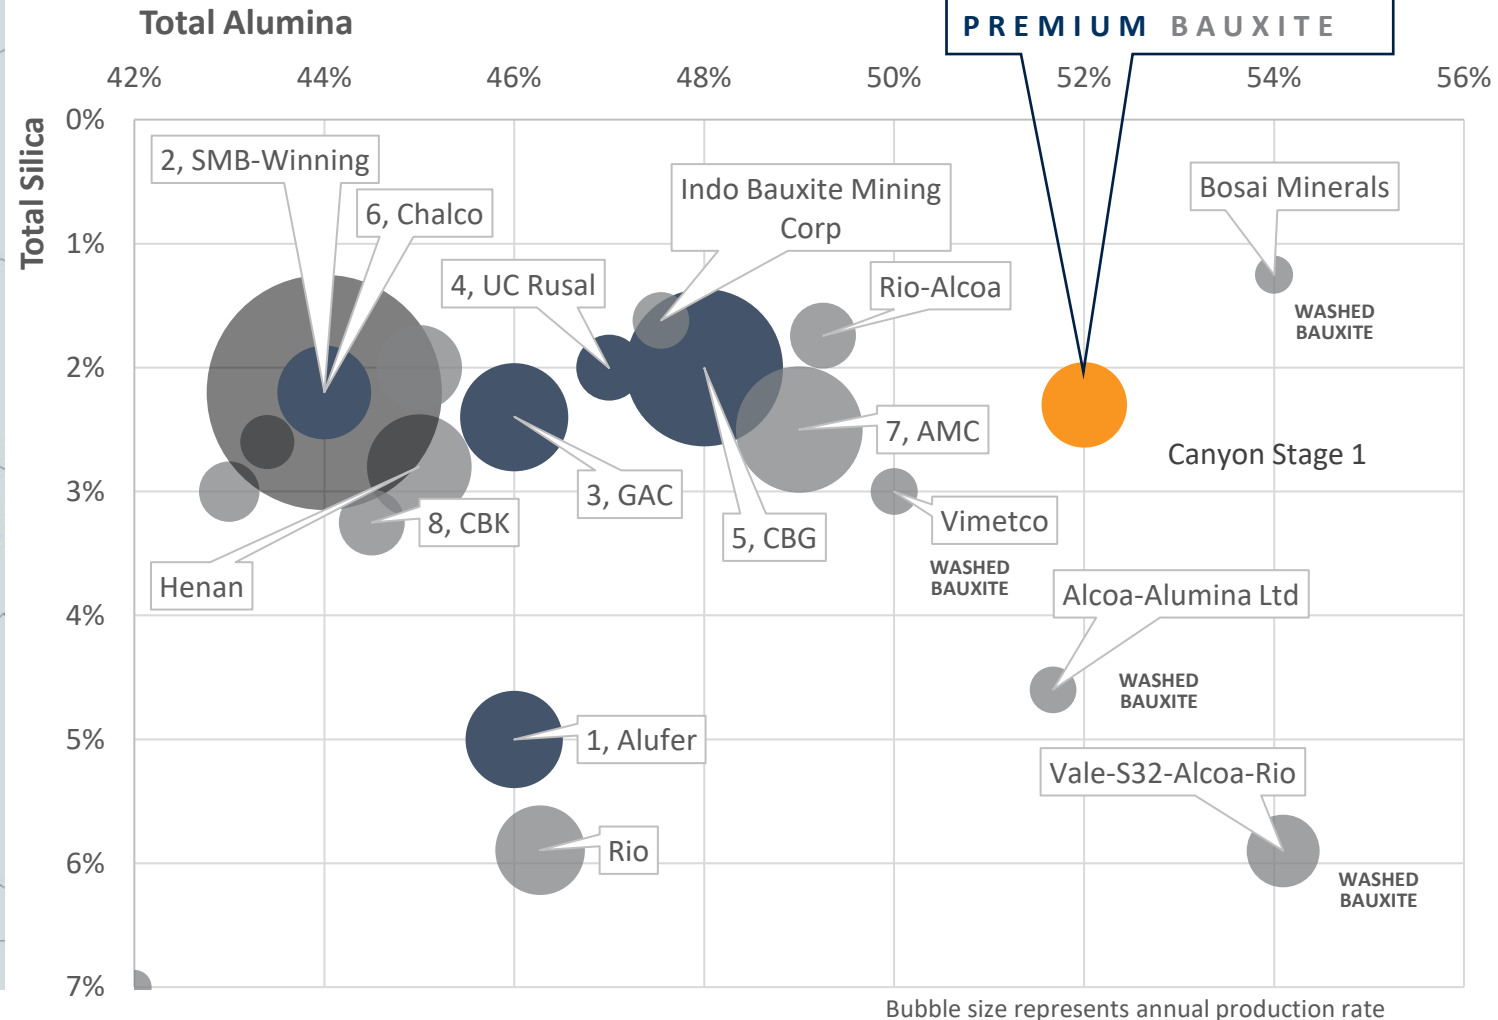 Total Alumina
PREMIUM BAUXITE
42% 44% 46% 48% 50% 52% 54% 56%
Total Silica
0%
1%
2%
3%
4%
5%
6%
7%
2, SMB-Winning
6, Chalco
4, UC Rusal
Indo Bauxite Mining
Corp
Rio-Alcoa
Bosai Minerals
WASHED
BAUXITE
7, AMC
Canyon Stage 1
3, GAC
8, CBK
5, CBG
Vimetco
WASHED
BAUXITE
Henan
Alcoa-Alumina Ltd
WASHED
BAUXITE
1, Alufer
Vale-S32-Alcoa-Rio
Rio
WASHED
BAUXITE
Bubble size represents annual production rate